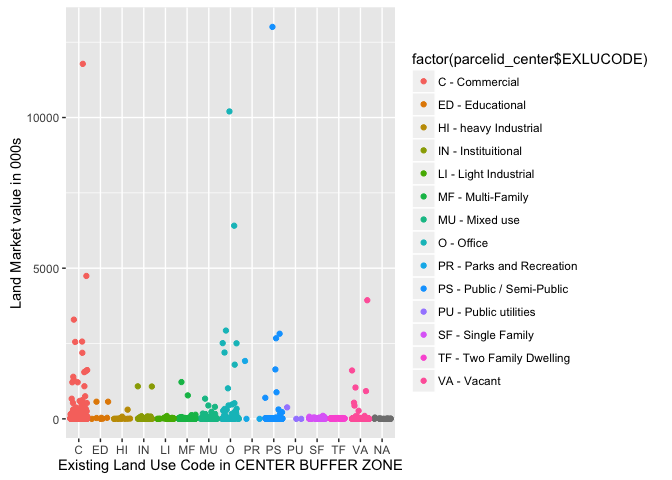 factor(parcelid_center$EXLUCODE)
C - Commercial
ED - Educational
HI - heavy Industrial
IN - Instituitional
LI - Light Industrial
MF - Multi-Family
MU - Mixed use
O - Office
PR - Parks and Recreation
PS - Public / Semi-Public
PU - Public utilities
SF - Single Family
TF - Two Family Dwelling
VA - Vacant
Land Market value in 000s
10000
5000
0
C ED HI IN LI MF MU O PR PS PU SF TF VA NA
Existing Land Use Code in CENTER BUFFER ZONE